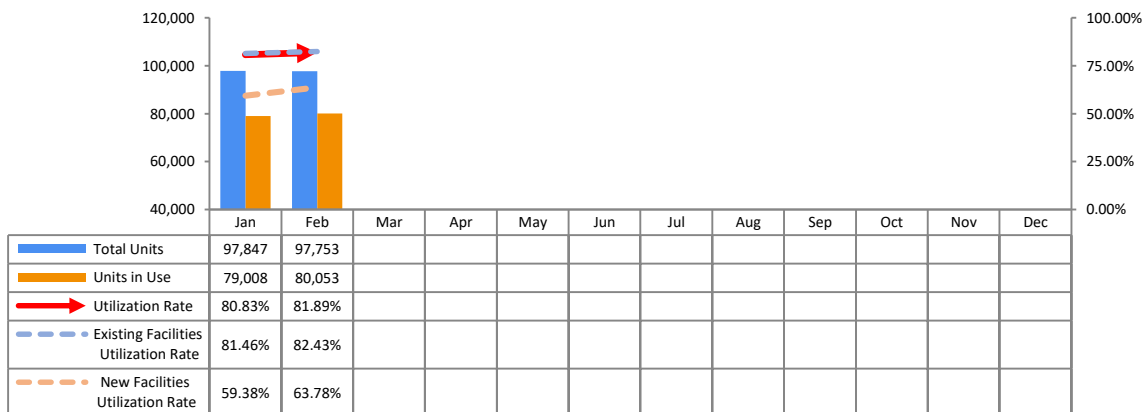 120,000
100,000
80,000
60,000
40,000
100.00%
75.00%
50.00%
25.00%
0.00%
Jan Feb Mar Apr May Jun Jul Aug Sep Oct Nov Dec
Total Units 97,847 97,753
Units in Use 79,008 80,053
Utilization Rate 80.83% 81.89%
Existing Facilities
Utilization Rate 81.46% 82.43%
New Facilities
Utilization Rate 59.38% 63.78%